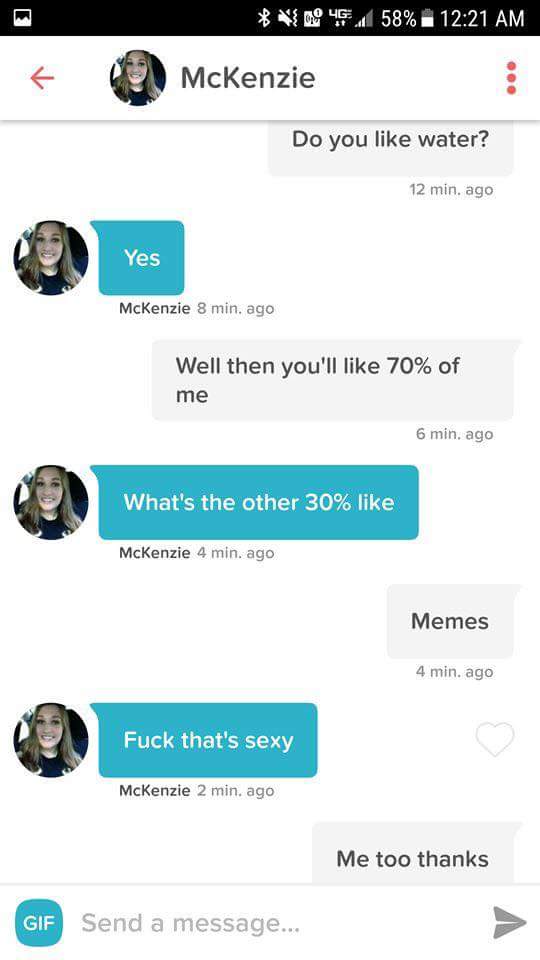 4G LTE 58% 12:21 AM
McKenzie
Do you like water?
12 min. ago
Yes
McKenzie 8 min. ago
Well then you'll like 70% of
me
6 min. ago
What's the other 30% like
McKenzie 4 min. ago
Memes
4 min. ago
Fuck that's sexy
McKenzie 2 min. ago
Me too thanks
GIF Send a message...